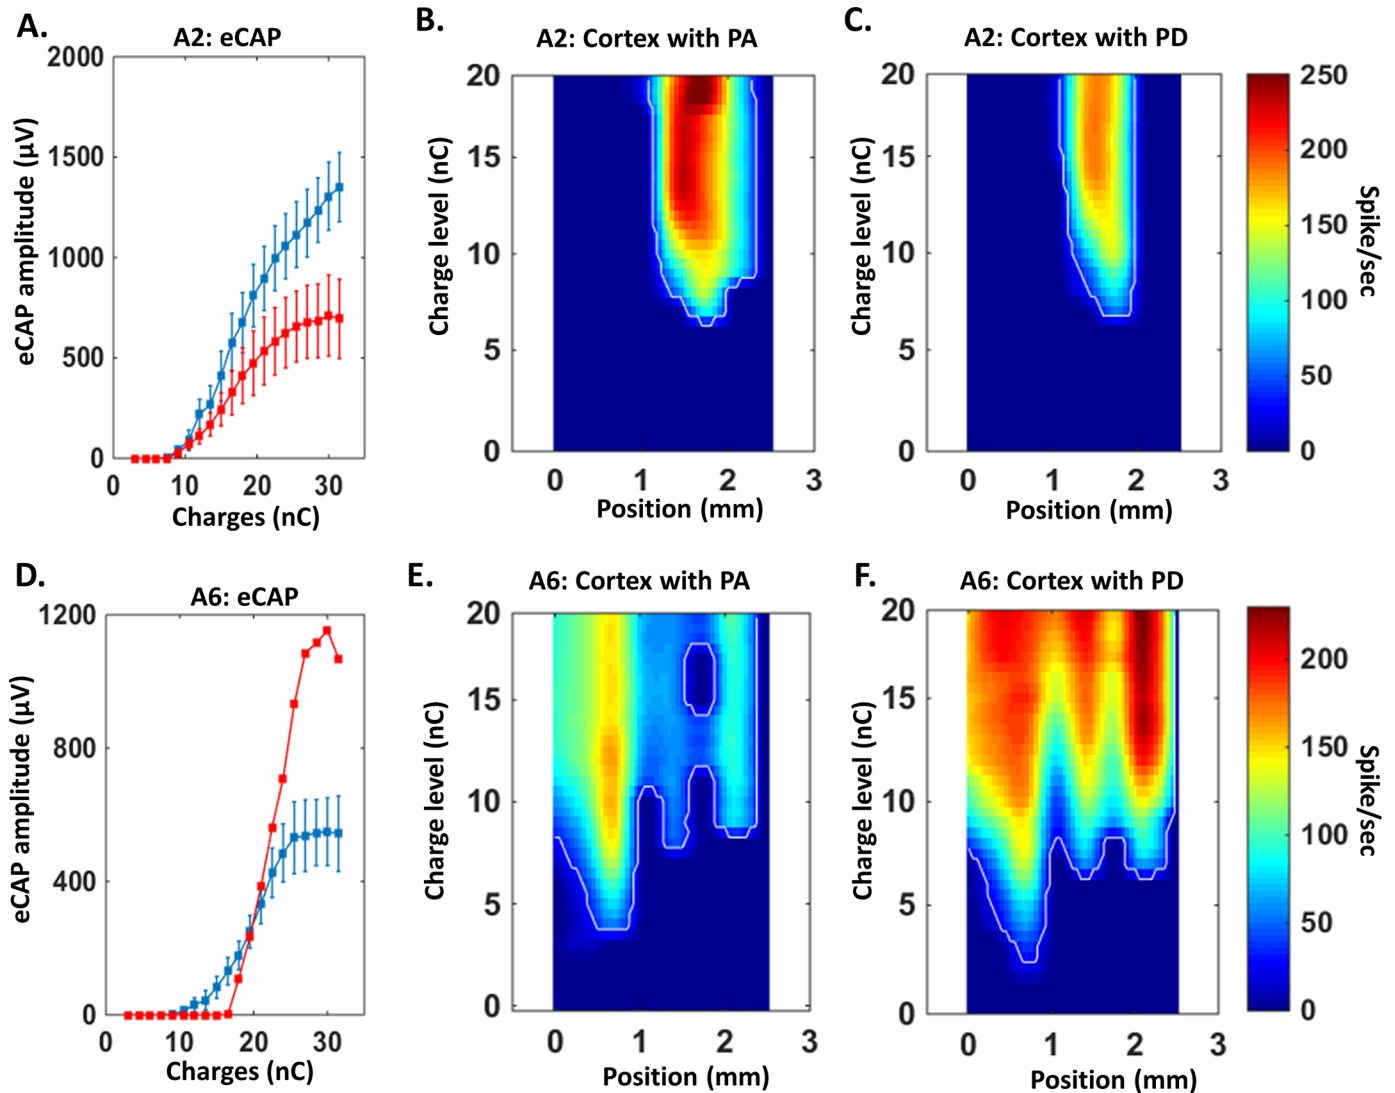 A.
A2: eCAP
2000
1500
1000
500
0
eCAP amplitude (µV)
0 10 20 30
Charges (nC)
B.
A2: Cortex with PA
20
15
10
5
0
Charge level (nC)
0 1 2 3
Position (mm)
C.
A2: Cortex with PD
20
15
10
5
0
Charge level (nC)
0 1 2 3
Position (mm)
250
200
150
100
50
0
Spike/sec
D.
A6: eCAP
1200
800
400
0
eCAP amplitude (µV)
0 10 20 30
Charges (nC)
E.
A6: Cortex with PA
20
15
10
5
0
Charge level (nC)
0 1 2 3
Position (mm)
F.
A6: Cortex with PD
20
15
10
5
0
Charge level (nC)
0 1 2 3
Position (mm)
200
150
100
50
0
Spike/sec